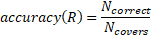 accuracy(R) = N_correct / N_covers